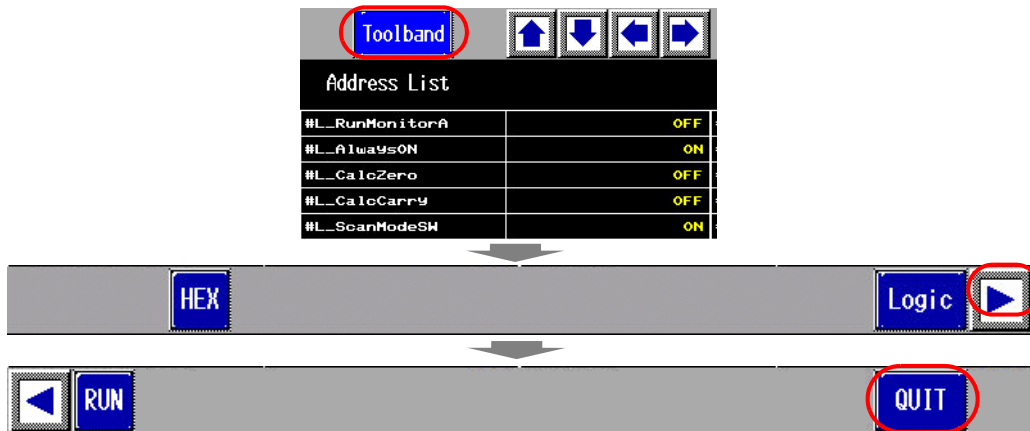 Toolband
Address List
#L_RunMonitorA OFF
#L_AlwaysON ON
#L_CalcZero OFF
#L_CalcCarry OFF
#L_ScanModeSW ON
HEX Logic
RUN QUIT